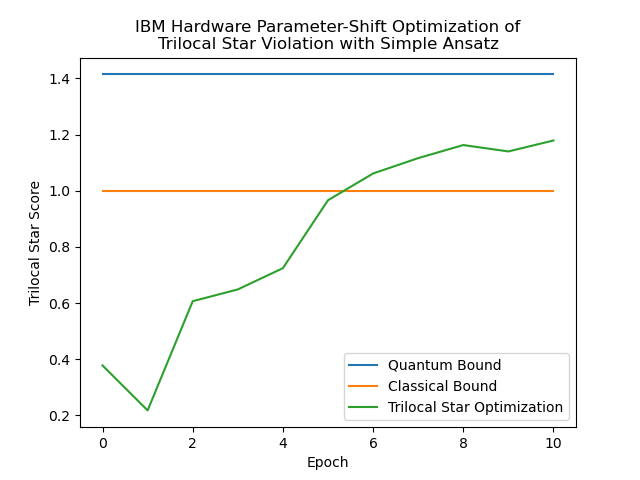 IBM Hardware Parameter-Shift Optimization of
Trilocal Star Violation with Simple Ansatz
Trilocal Star Score
1.4
1.2
1.0
0.8
0.6
0.4
0.2
Quantum Bound
Classical Bound
Trilocal Star Optimization
0 2 4 6 8 10
Epoch